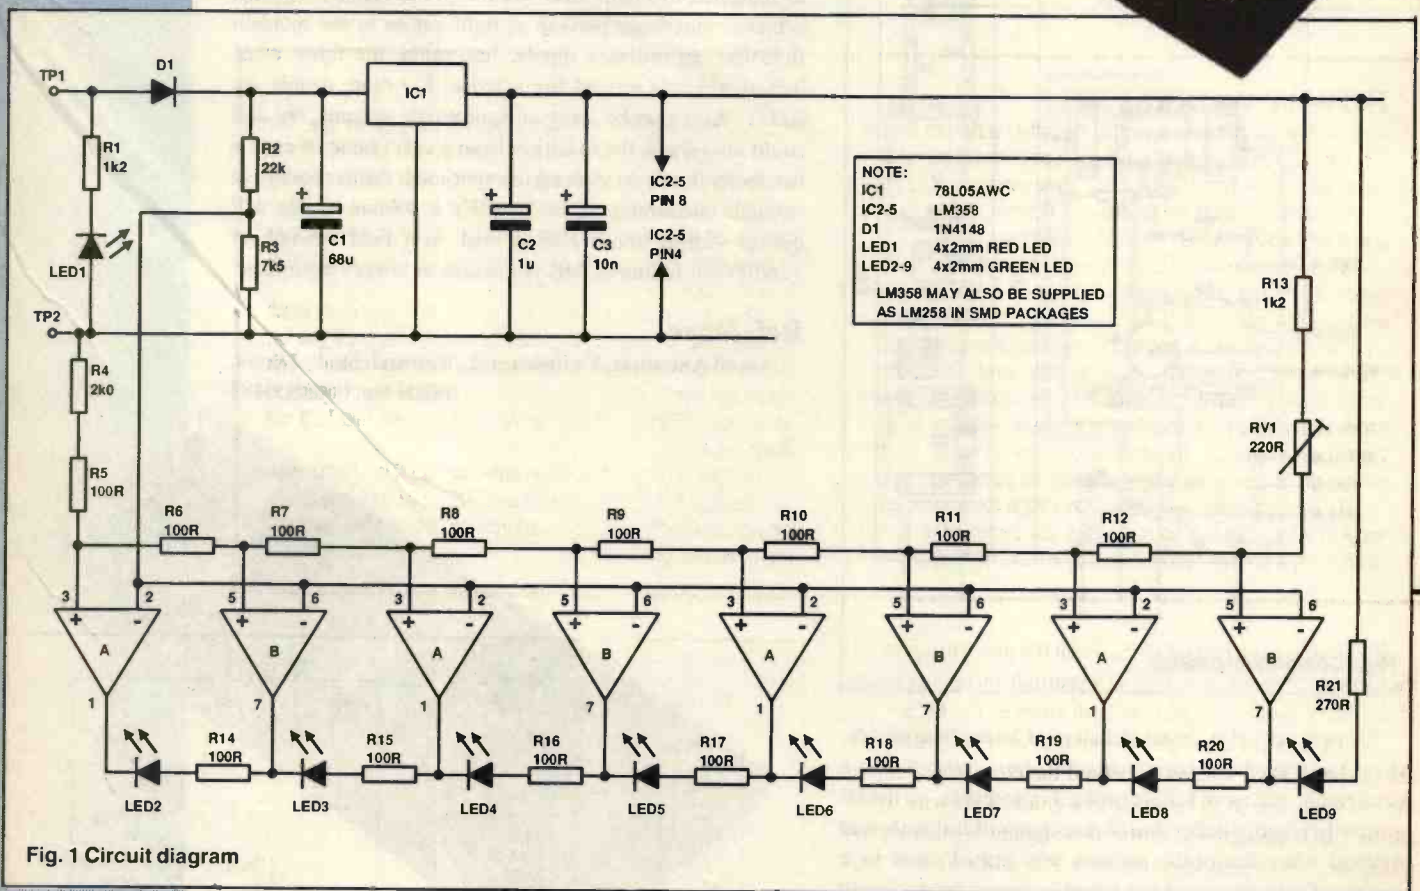 TP1
D1
IC1
R1
1k2
R2
22k
LED1
R3
7k5
+
C1
68u
+
C2
1u
+
C3
10n
IC2-5
PIN 8
IC2-5
PIN4
NOTE:
IC1 78L05AWC
IC2-5 LM358
D1 1N4148
LED1 4x2mm RED LED
LED2-9 4x2mm GREEN LED
LM358 MAY ALSO BE SUPPLIED
AS LM258 IN SMD PACKAGES
R13
1k2
TP2
R4
2k0
RV1
220R
R5
100R
R6
100R
R7
100R
R8
100R
R9
100R
R10
100R
R11
100R
R12
100R
3 2 5 6 3 2 5 6 3 2 5 6 3 2 5 6
+ - + - + - + - + - + - + - + -
A B A B A B A B
R21
270R
1 7 1 7 1 7 1 7
R14
100R
R15
100R
R16
100R
R17
100R
R18
100R
R19
100R
R20
100R
LED2 LED3 LED4 LED5 LED6 LED7 LED8 LED9
Fig. 1 Circuit diagram